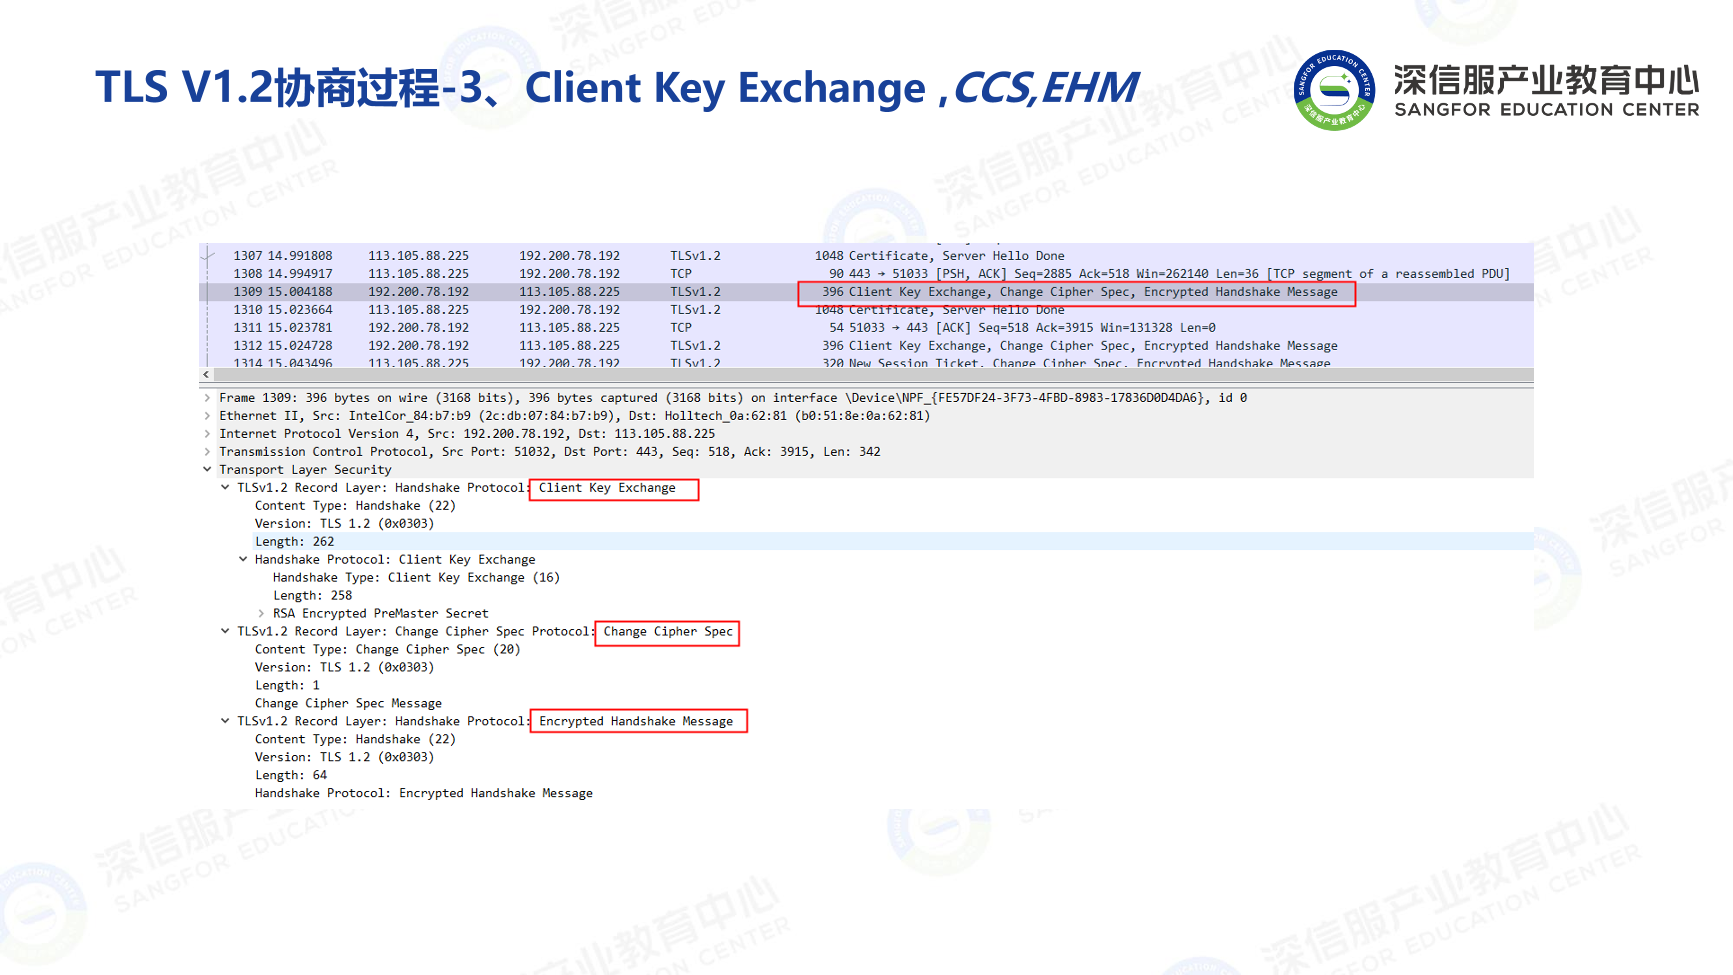 TLS V1.2协商过程-3、Client Key Exchange ,CCS,EHM
深信服产业教育中心
SANGFOR EDUCATION CENTER
1307 14.991808 113.105.88.225 192.200.78.192 TLSv1.2 1048 Certificate, Server Hello Done
1308 14.994917 113.105.88.225 192.200.78.192 TCP 90 443 → 51033 [PSH, ACK] Seq=2885 Ack=518 Win=262140 Len=36 [TCP segment of a reassembled PDU]
1309 15.004188 192.200.78.192 113.105.88.225 TLSv1.2 396 Client Key Exchange, Change Cipher Spec, Encrypted Handshake Message
1310 15.023664 113.105.88.225 192.200.78.192 TLSv1.2 1048 Certificate, Server Hello Done
1311 15.023781 192.200.78.192 113.105.88.225 TCP 54 51033 → 443 [ACK] Seq=518 Ack=3915 Win=131328 Len=0
1312 15.024728 192.200.78.192 113.105.88.225 TLSv1.2 396 Client Key Exchange, Change Cipher Spec, Encrypted Handshake Message
1314 15.043496 113.105.88.225 192.200.78.192 TLSv1.2 320 New Session Ticket, Change Cipher Spec, Encrypted Handshake Message
Frame 1309: 396 bytes on wire (3168 bits), 396 bytes captured (3168 bits) on interface \Device\NPF_{FE57DF24-3F73-4FBD-8983-17836D0D4DA6}, id 0
Ethernet II, Src: IntelCor_84:b7:b9 (2c:db:07:84:b7:b9), Dst: Holltech_0a:62:81 (b0:51:8e:0a:62:81)
Internet Protocol Version 4, Src: 192.200.78.192, Dst: 113.105.88.225
Transmission Control Protocol, Src Port: 51032, Dst Port: 443, Seq: 518, Ack: 3915, Len: 342
Transport Layer Security
TLSv1.2 Record Layer: Handshake Protocol: Client Key Exchange
Content Type: Handshake (22)
Version: TLS 1.2 (0x0303)
Length: 262
Handshake Protocol: Client Key Exchange
Handshake Type: Client Key Exchange (16)
Length: 258
RSA Encrypted PreMaster Secret
TLSv1.2 Record Layer: Change Cipher Spec Protocol: Change Cipher Spec
Content Type: Change Cipher Spec (20)
Version: TLS 1.2 (0x0303)
Length: 1
Change Cipher Spec Message
TLSv1.2 Record Layer: Handshake Protocol: Encrypted Handshake Message
Content Type: Handshake (22)
Version: TLS 1.2 (0x0303)
Length: 64
Handshake Protocol: Encrypted Handshake Message